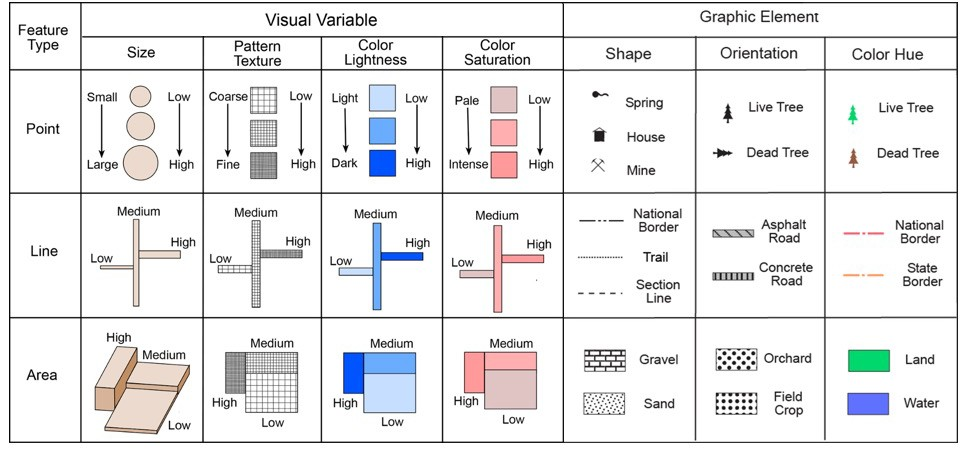 Feature
Type
Visual Variable
Graphic Element
Size
Pattern
Texture
Color
Lightness
Color
Saturation
Shape
Orientation
Color Hue
Point
Small
Low
Large
High
Coarse
Low
Fine
High
Light
Low
Dark
High
Pale
Low
Intense
High
Spring
House
Mine
Live Tree
Dead Tree
Live Tree
Dead Tree
Line
Medium
High
Low
Medium
High
Low
Medium
High
Low
Medium
High
Low
National
Border
Trail
Section
Line
Asphalt
Road
Concrete
Road
National
Border
State
Border
Area
High
Medium
Low
Medium
High
Low
Medium
High
Low
Medium
High
Low
Gravel
Sand
Orchard
Field
Crop
Land
Water